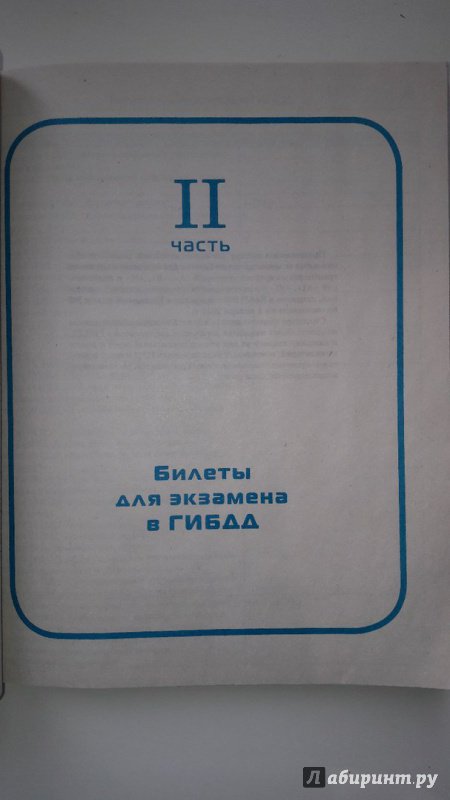 II
часть
Билеты
для экзамена
в ГИБДД
Лабиринт.ру